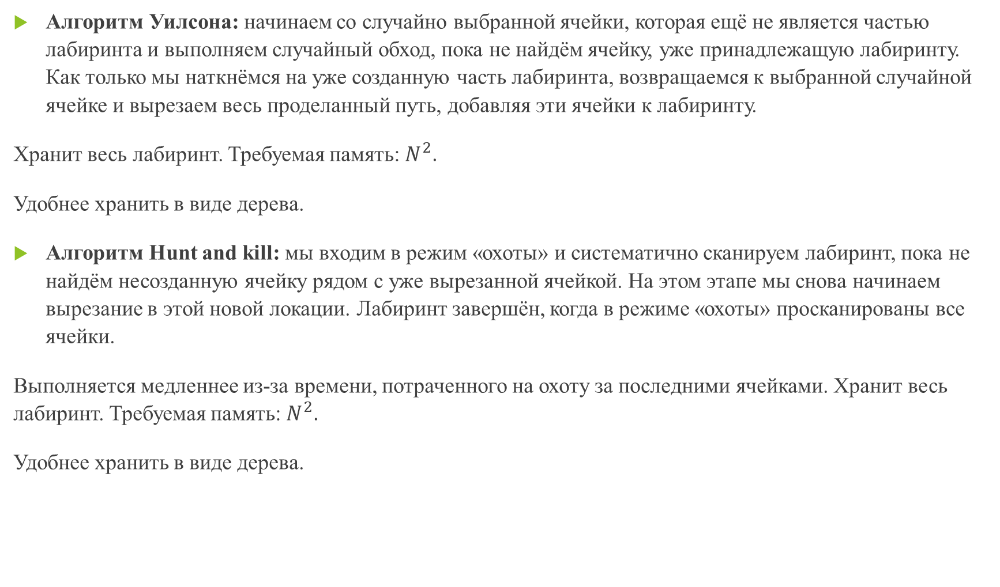 Алгоритм Уилсона: начинаем со случайно выбранной ячейки, которая ещё не является частью
лабиринта и выполняем случайный обход, пока не найдём ячейку, уже принадлежащую лабиринту.
Как только мы наткнёмся на уже созданную часть лабиринта, возвращаемся к выбранной случайной
ячейке и вырезаем весь проделанный путь, добавляя эти ячейки к лабиринту.
Хранит весь лабиринт. Требуемая память: N².
Удобнее хранить в виде дерева.
Алгоритм Hunt and kill: мы входим в режим «охоты» и систематично сканируем лабиринт, пока не
найдём несозданную ячейку рядом с уже вырезанной ячейкой. На этом этапе мы снова начинаем
вырезание в этой новой локации. Лабиринт завершён, когда в режиме «охоты» просканированы все
ячейки.
Выполняется медленнее из-за времени, потраченного на охоту за последними ячейками. Хранит весь
лабиринт. Требуемая память: N².
Удобнее хранить в виде дерева.